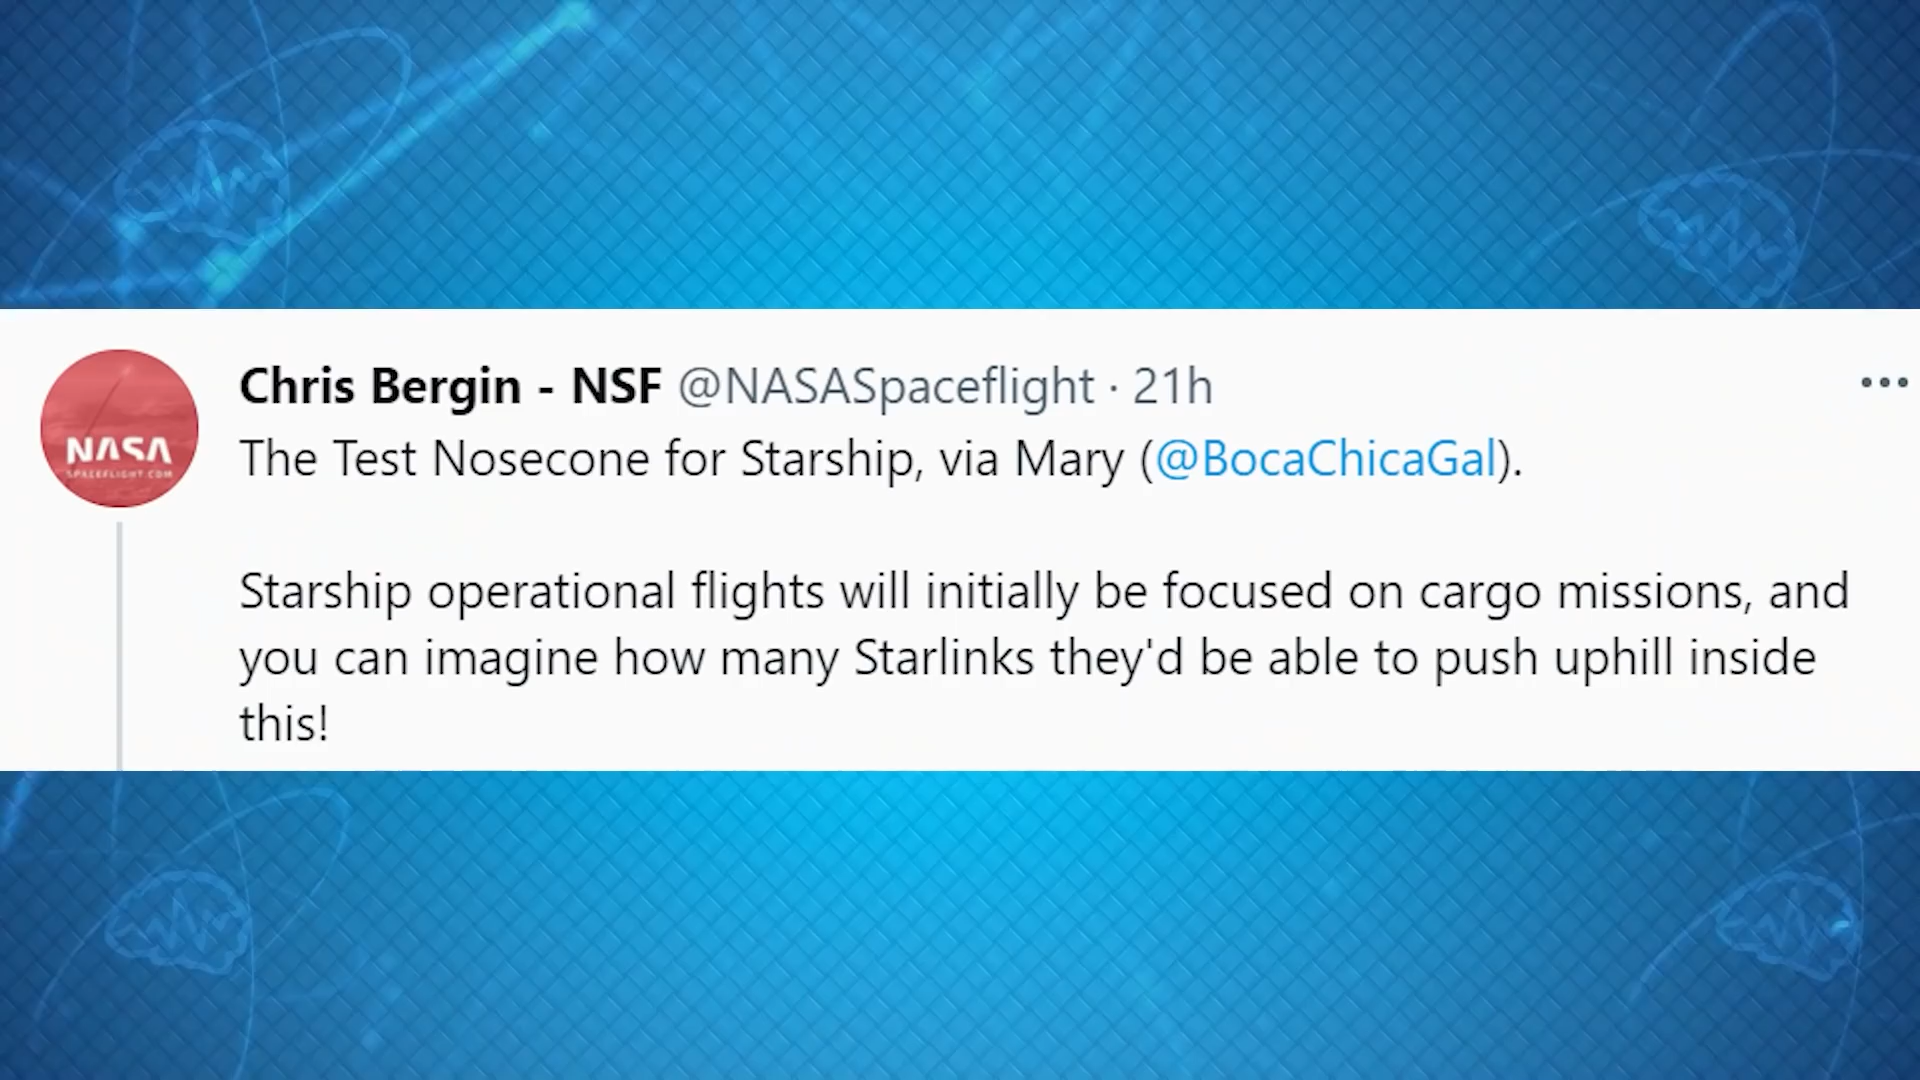 Chris Bergin - NSF @NASASpaceflight · 21h
NASA
SPACEFLIGHT.COM
The Test Nosecone for Starship, via Mary (@BocaChicaGal).
Starship operational flights will initially be focused on cargo missions, and
you can imagine how many Starlinks they'd be able to push uphill inside
this!